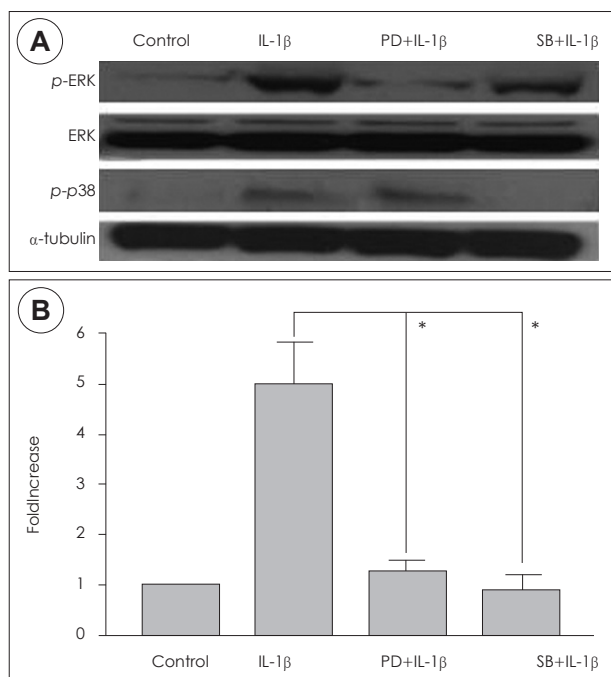 A
Control IL-1β PD+IL-1β SB+IL-1β
p-ERK
ERK
p-p38
α-tubulin
B
6
5
4
3
2
1
0
FoldIncrease
* *
Control IL-1β PD+IL-1β SB+IL-1β